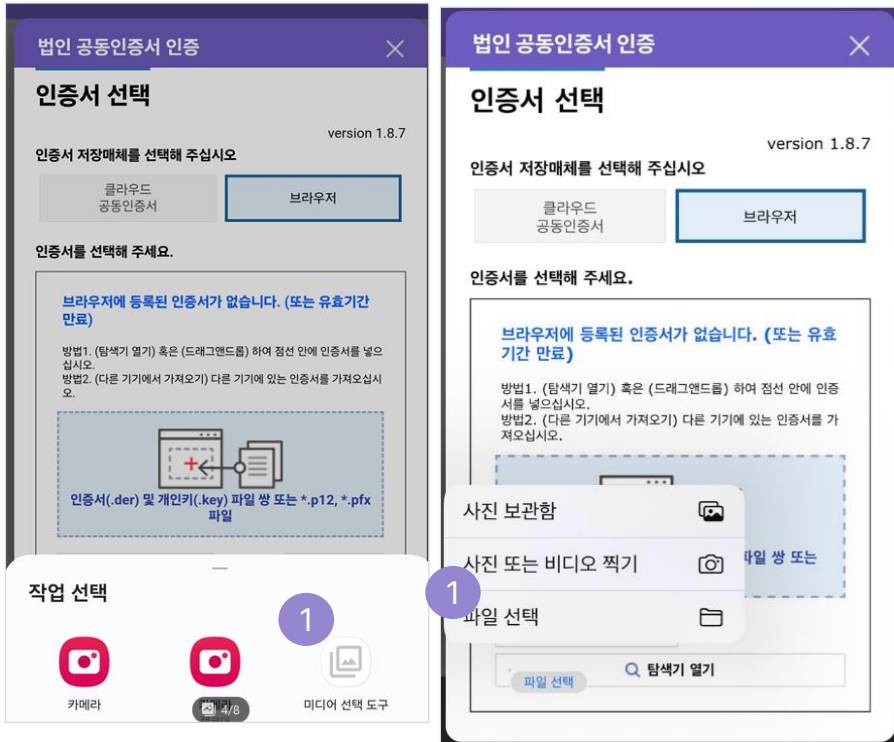 법인 공동인증서 인증
인증서 선택
version 1.8.7
인증서 저장매체를 선택해 주십시오
클라우드
공동인증서
브라우저
인증서를 선택해 주세요.
브라우저에 등록된 인증서가 없습니다. (또는 유효기간
만료)
방법1. (탐색기 열기) 혹은 (드래그앤드롭) 하여 점선 안에 인증서를 넣으
십시오.
방법2. (다른 기기에서 가져오기) 다른 기기에 있는 인증서를 가져오십시
오.
인증서(.der) 및 개인키(.key) 파일 쌍 또는 *.p12, *.pfx
파일
작업 선택
1
카메라
4/8
미디어 선택 도구
법인 공동인증서 인증
인증서 선택
version 1.8.7
인증서 저장매체를 선택해 주십시오
클라우드
공동인증서
브라우저
인증서를 선택해 주세요.
브라우저에 등록된 인증서가 없습니다. (또는 유효
기간 만료)
방법1. (탐색기 열기) 혹은 (드래그앤드롭) 하여 점선 안에 인증
서를 넣으십시오.
방법2. (다른 기기에서 가져오기) 다른 기기에 있는 인증서를 가
져오십시오.
사진 보관함
사진 또는 비디오 찍기
파일 쌍 또는
1
파일 선택
탐색기 열기
파일 선택